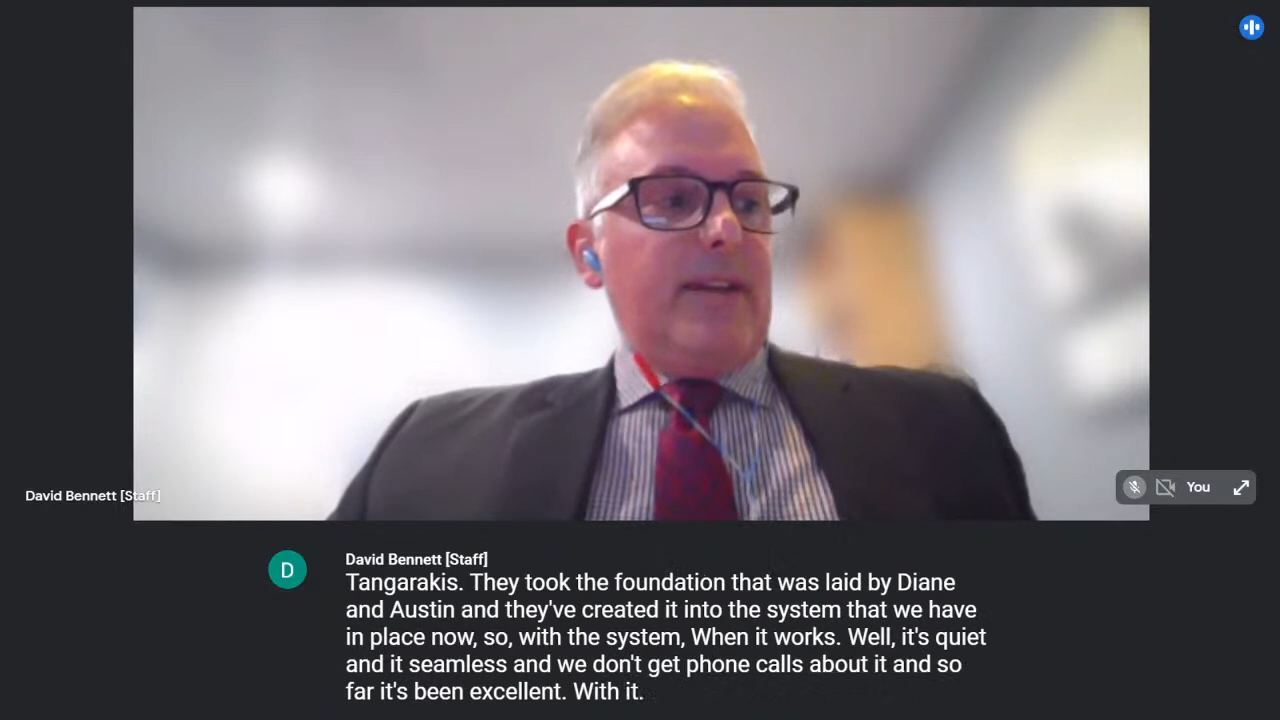 David Bennett [Staff]
You
David Bennett [Staff]
D
Tangarakis. They took the foundation that was laid by Diane
and Austin and they've created it into the system that we have
in place now, so, with the system, When it works. Well, it's quiet
and it seamless and we don't get phone calls about it and so
far it's been excellent. With it.